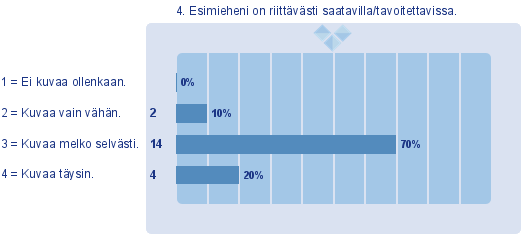 4. Esimieheni on riittävästi saatavilla/tavoitettavissa.
1 = Ei kuvaa ollenkaan. 0%
2 = Kuvaa vain vähän. 2 10%
3 = Kuvaa melko selvästi. 14 70%
4 = Kuvaa täysin. 4 20%